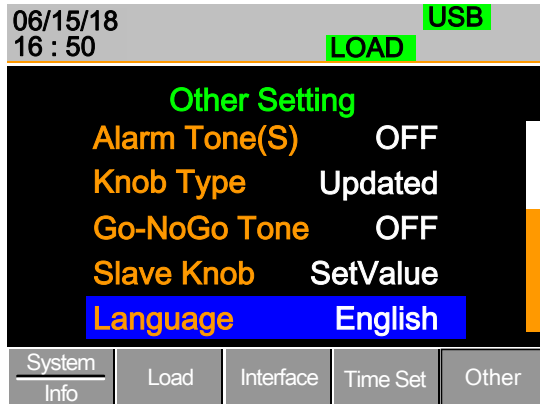 06/15/18 USB
16 : 50 LOAD
Other Setting
Alarm Tone(S) OFF
Knob Type Updated
Go-NoGo Tone OFF
Slave Knob SetValue
Language English
System Info Load Interface Time Set Other